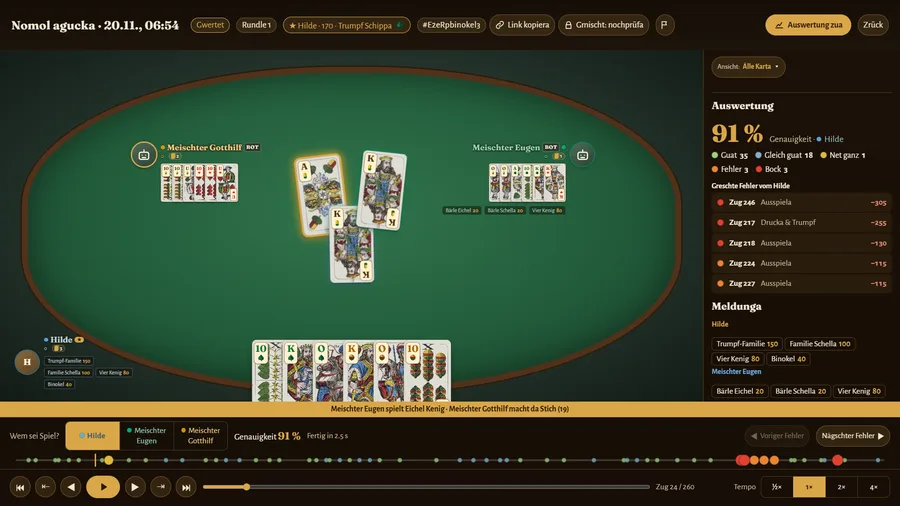 Nomol agucka · 20.11., 06:54
Gwertet
Rundle 1
★ Hilde · 170 · Trumpf Schippa
#EzeRpbinokel3
Link kopiera
Gmischt: nochprüfa
Auswertung zua
Zrück
Ansicht: Alle Karta
Auswertung
91 % Genauigkeit · Hilde
Guat 35 Gleich guat 18 Net ganz 1
Fehler 3 Bock 3
Greschte Fehler vom Hilde
Zug 246 Ausspiela −305
Zug 217 Drucka & Trumpf −255
Zug 218 Ausspiela −130
Zug 224 Ausspiela −115
Zug 227 Ausspiela −115
Meldunga
Hilde
Trumpf-Familie 150 Familie Schella 100
Vier Kenig 80 Binokel 40
Meischter Eugen
Bärle Eichel 20 Bärle Schella 20 Vier Kenig 80
Meischter Gotthilf BOT
Meischter Eugen BOT
Bärle Eichel 20 Bärle Schella 20 Vier Kenig 80
A
K
K
K
K
H
Hilde
Trumpf-Familie 150
Familie Schella 100 Vier Kenig 80
Binokel 40
10 K O K O 10
Meischter Eugen spielt Eichel Kenig · Meischter Gotthilf macht da Stich (19)
Wem sei Spiel?
Hilde
Meischter Eugen
Meischter Gotthilf
Genauigkeit 91 % Fertig in 2,5 s
Voriger Fehler
Nägschter Fehler
Zug 24 / 260
Tempo
½×
1×
2×
4×